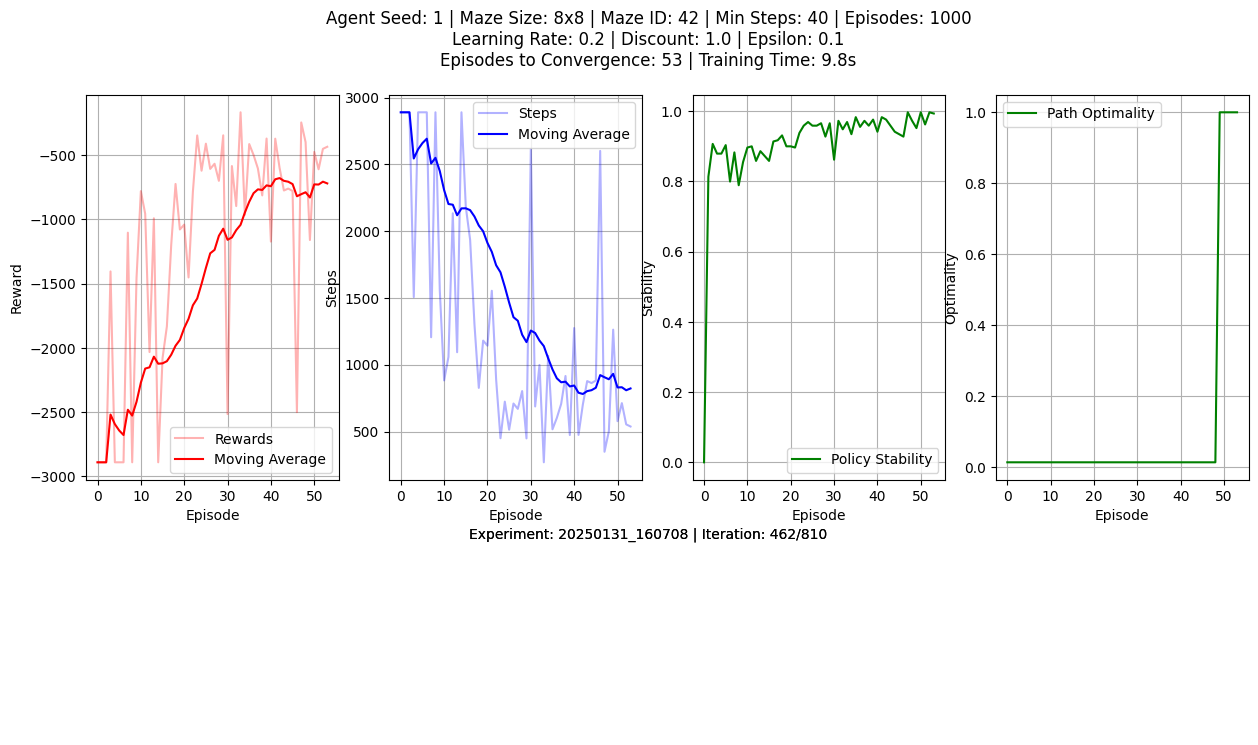 Agent Seed: 1 | Maze Size: 8x8 | Maze ID: 42 | Min Steps: 40 | Episodes: 1000
Learning Rate: 0.2 | Discount: 1.0 | Epsilon: 0.1
Episodes to Convergence: 53 | Training Time: 9.8s
Reward
−500
−1000
−1500
−2000
−2500
−3000
Rewards
Moving Average
0 10 20 30 40 50
Episode
Steps
3000
2500
2000
1500
1000
500
Steps
Moving Average
0 10 20 30 40 50
Episode
Stability
1.0
0.8
0.6
0.4
0.2
0.0
Policy Stability
0 10 20 30 40 50
Episode
Optimality
1.0
0.8
0.6
0.4
0.2
0.0
Path Optimality
0 10 20 30 40 50
Episode
Experiment: 20250131_160708 | Iteration: 462/810